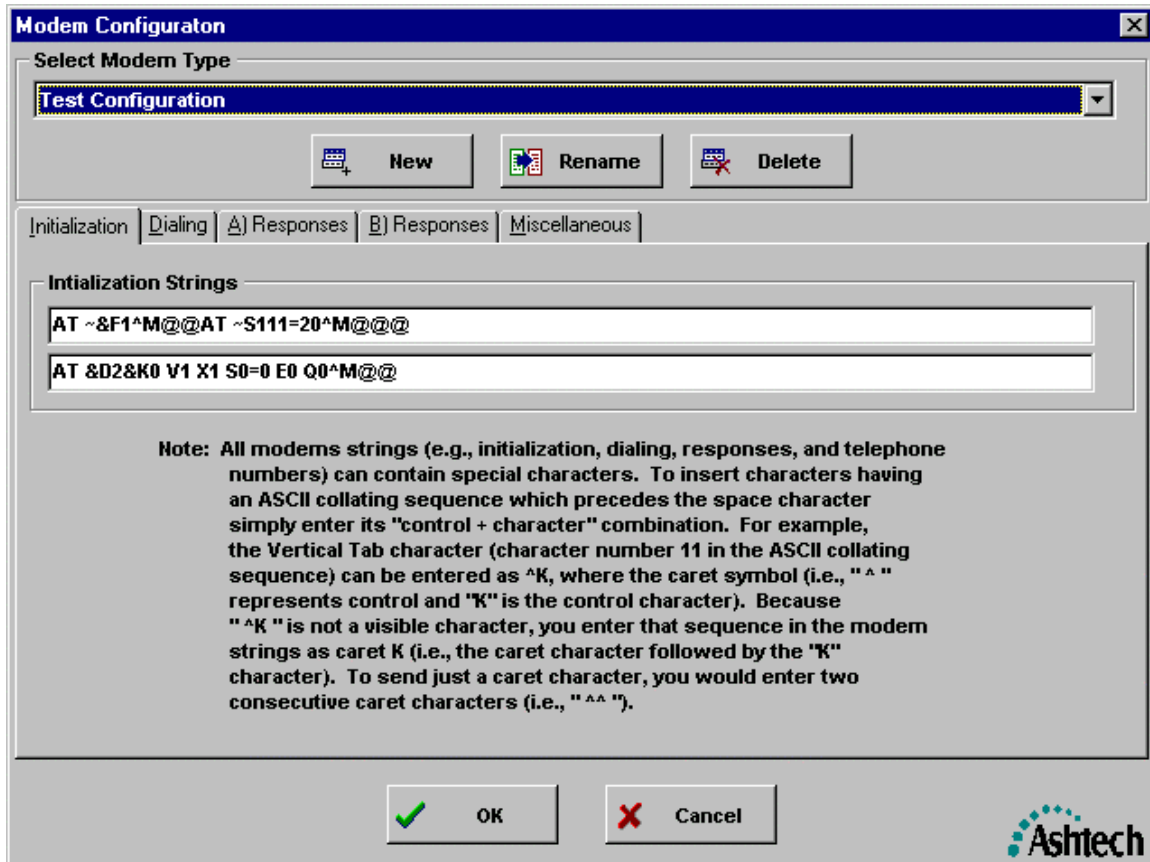 Modem Configuraton
Select Modem Type
Test Configuration
New Rename Delete
Initialization Dialing A) Responses B) Responses Miscellaneous
Intialization Strings
AT ~&F1^M@@AT ~S111=20^M@@@
AT &D2&K0 V1 X1 S0=0 E0 Q0^M@@
Note: All modems strings (e.g., initialization, dialing, responses, and telephone
numbers) can contain special characters. To insert characters having
an ASCII collating sequence which precedes the space character
simply enter its "control + character" combination. For example,
the Vertical Tab character (character number 11 in the ASCII collating
sequence) can be entered as ^K, where the caret symbol (i.e., " ^ "
represents control and "K" is the control character). Because
" ^K " is not a visible character, you enter that sequence in the modem
strings as caret K (i.e., the caret character followed by the "K"
character). To send just a caret character, you would enter two
consecutive caret characters (i.e., " ^^ ").
OK Cancel
Ashtech